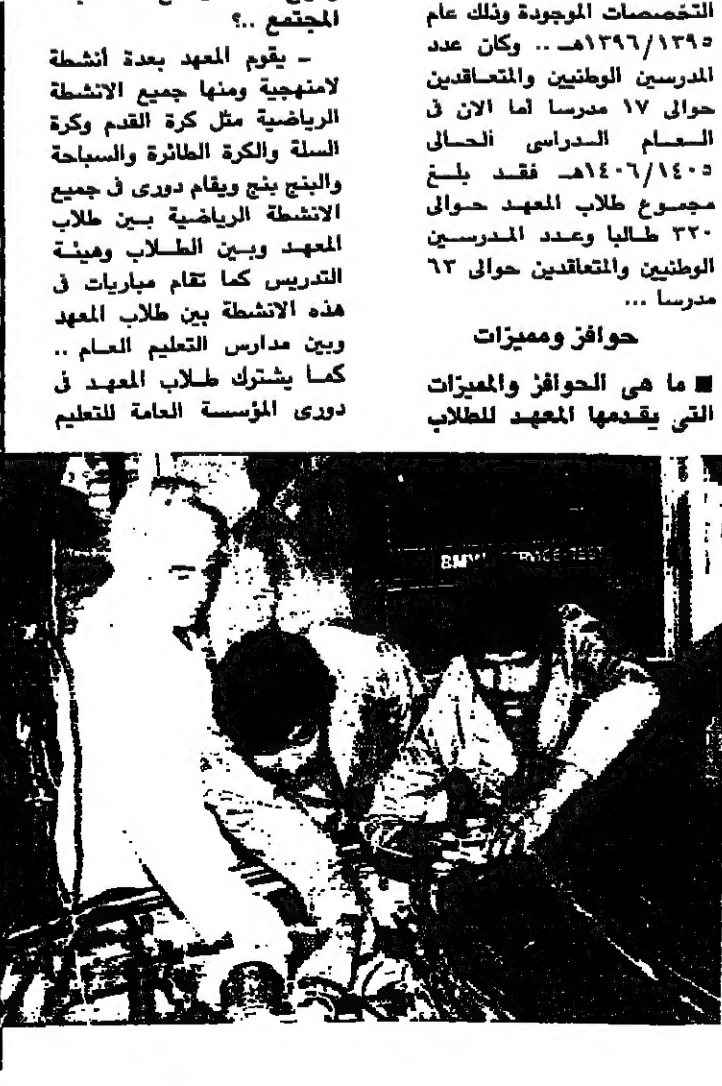 التخصصات الموجودة وذلك عام
١٣٩٥/١٣٩٦هـ .. وكان عدد
المدرسين الوطنيين والمتعاقدين
حوالى ١٧ مدرسا أما الان فى
العام الدراسى الحالى
١٤٠٥/١٤٠٦هـ فقد بلغ
مجموع طلاب المعهد حوالى
٣٢٠ طالبا وعدد المدرسين
الوطنيين والمتعاقدين حوالى ٦٣
مدرسا ...
حوافز ومميزات
■ ما هى الحوافز والمميزات
التي يقدمها المعهد للطلاب
المجتمع ..؟
– يقوم المعهد بعدة أنشطة
لامنهجية ومنها جميع الانشطة
الرياضية مثل كرة القدم وكرة
السلة والكرة الطائرة والسباحة
والبنج بنج ويقام دورى فى جميع
الانشطة الرياضية بين طلاب
المعهد وبين الطلاب وهيئة
التدريس كما تقام مباريات فى
هذه الانشطة بين طلاب المعهد
وبين مدارس التعليم العام ..
كما يشترك طلاب المعهد فى
دورى المؤسسة العامة للتعليم
BMW SERVICE TEST